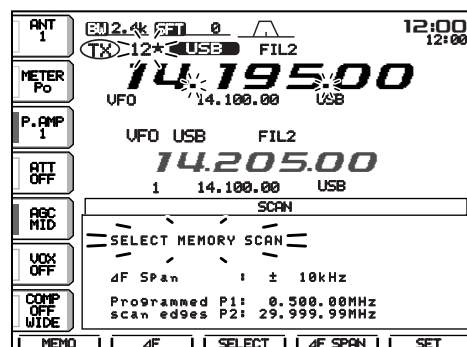 ANT
1
BW 2.4k SFT 0
12:00
12:00
TX 12★ USB FIL2
METER
Po
14.195.00
VFO 14.100.00 USB
P.AMP
1
VFO USB FIL2
ATT
OFF
14.205.00
1 14.100.00 USB
AGC
MID
SCAN
SELECT MEMORY SCAN
VOX
OFF
⊿F Span : ± 10kHz
COMP
OFF
WIDE
Programmed P1: 0.500.00MHz
scan edges P2: 29.999.99MHz
MEMO ⊿F SELECT ⊿F SPAN SET